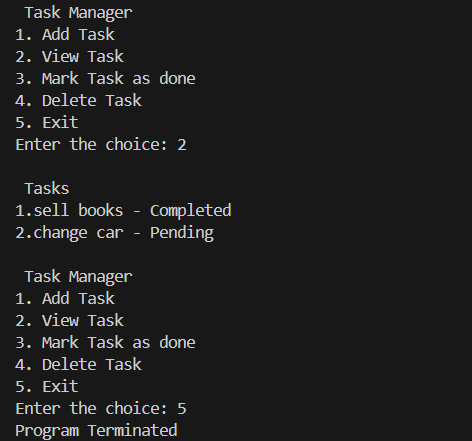 Task Manager
1. Add Task
2. View Task
3. Mark Task as done
4. Delete Task
5. Exit
Enter the choice: 2
Tasks
1.sell books - Completed
2.change car - Pending
Task Manager
1. Add Task
2. View Task
3. Mark Task as done
4. Delete Task
5. Exit
Enter the choice: 5
Program Terminated